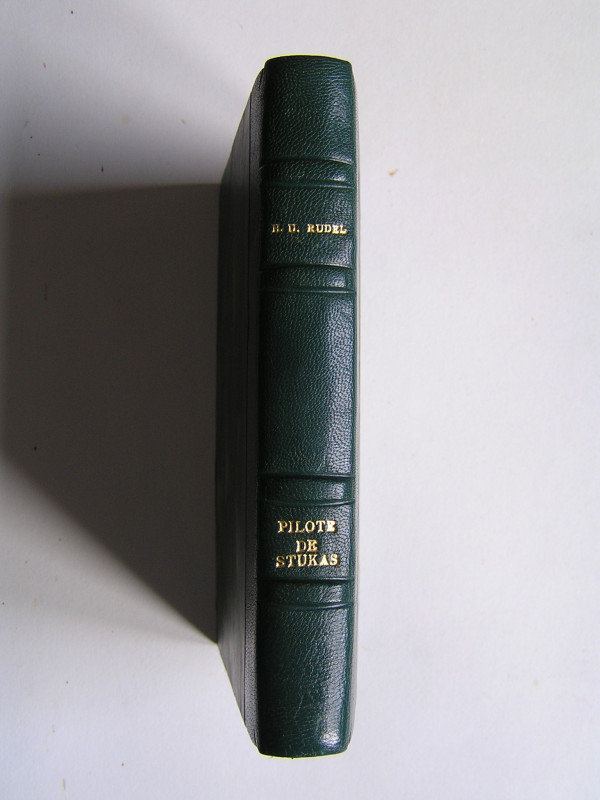 H. U. RUDEL
PILOTE
DE
STUKAS